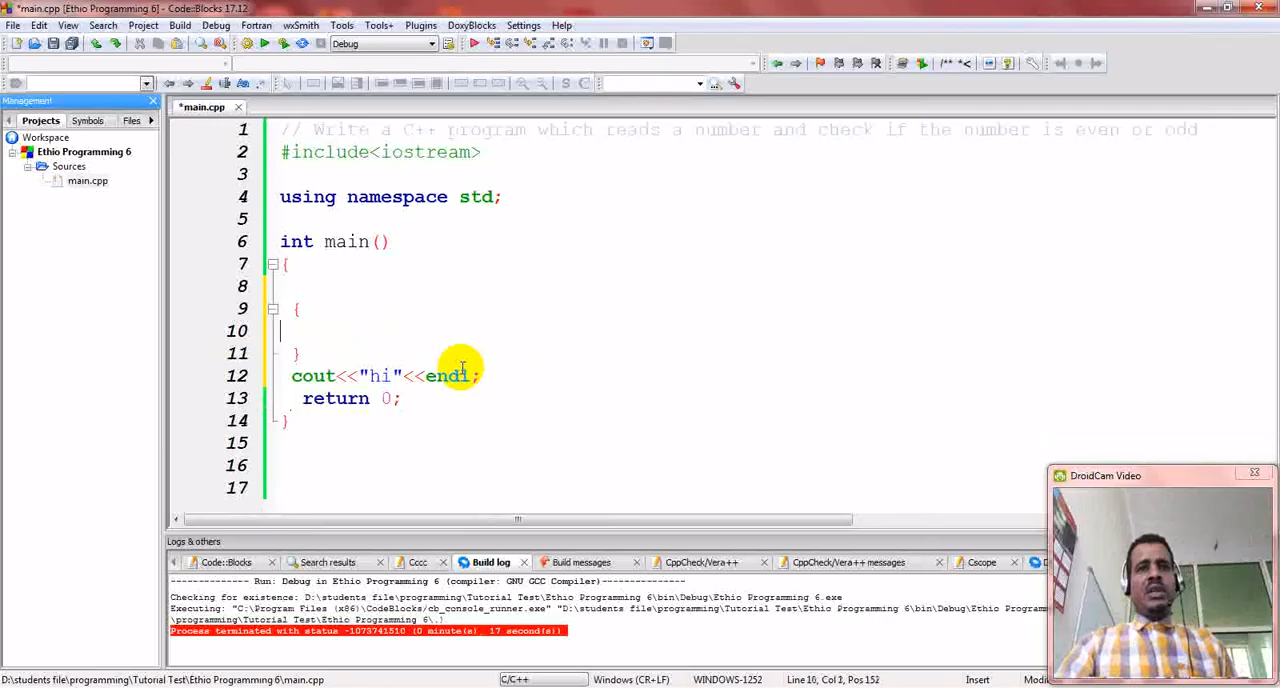 *main.cpp [Ethio Programming 6] - Code::Blocks 17.12
File Edit View Search Project Build Debug Fortran wxSmith Tools Tools+ Plugins DoxyBlocks Settings Help
Debug
/** *<
S C
Management
*main.cpp
Projects Symbols Files
Workspace
Ethio Programming 6
Sources
main.cpp
1 // Write a C++ program which reads a number and check if the number is even or odd
2 #include<iostream>
3
4 using namespace std;
5
6 int main()
7 {
8
9 {
10
11 }
12 cout<<"hi"<<endl;
13 return 0;
14 }
15
16
17
DroidCam Video
Logs & others
Code::Blocks Search results Cccc Build log Build messages CppCheck/Vera++ CppCheck/Vera++ messages Cscope D
-------------- Run: Debug in Ethio Programming 6 (compiler: GNU GCC Compiler)---------------
Checking for existence: D:\students file\programming\Tutorial Test\Ethio Programming 6\bin\Debug\Ethio Programming 6.exe
Executing: "C:\Program Files (x86)\CodeBlocks/cb_console_runner.exe" "D:\students file\programming\Tutorial Test\Ethio Programming 6\bin\Debug\Ethio Programming
\programming\Tutorial Test\Ethio Programming 6\.)
Process terminated with status -1073741510 (0 minute(s), 17 second(s))
D:\students file\programming\Tutorial Test\Ethio Programming 6\main.cpp C/C++ Windows (CR+LF) WINDOWS-1252 Line 10, Col 1, Pos 152 Insert